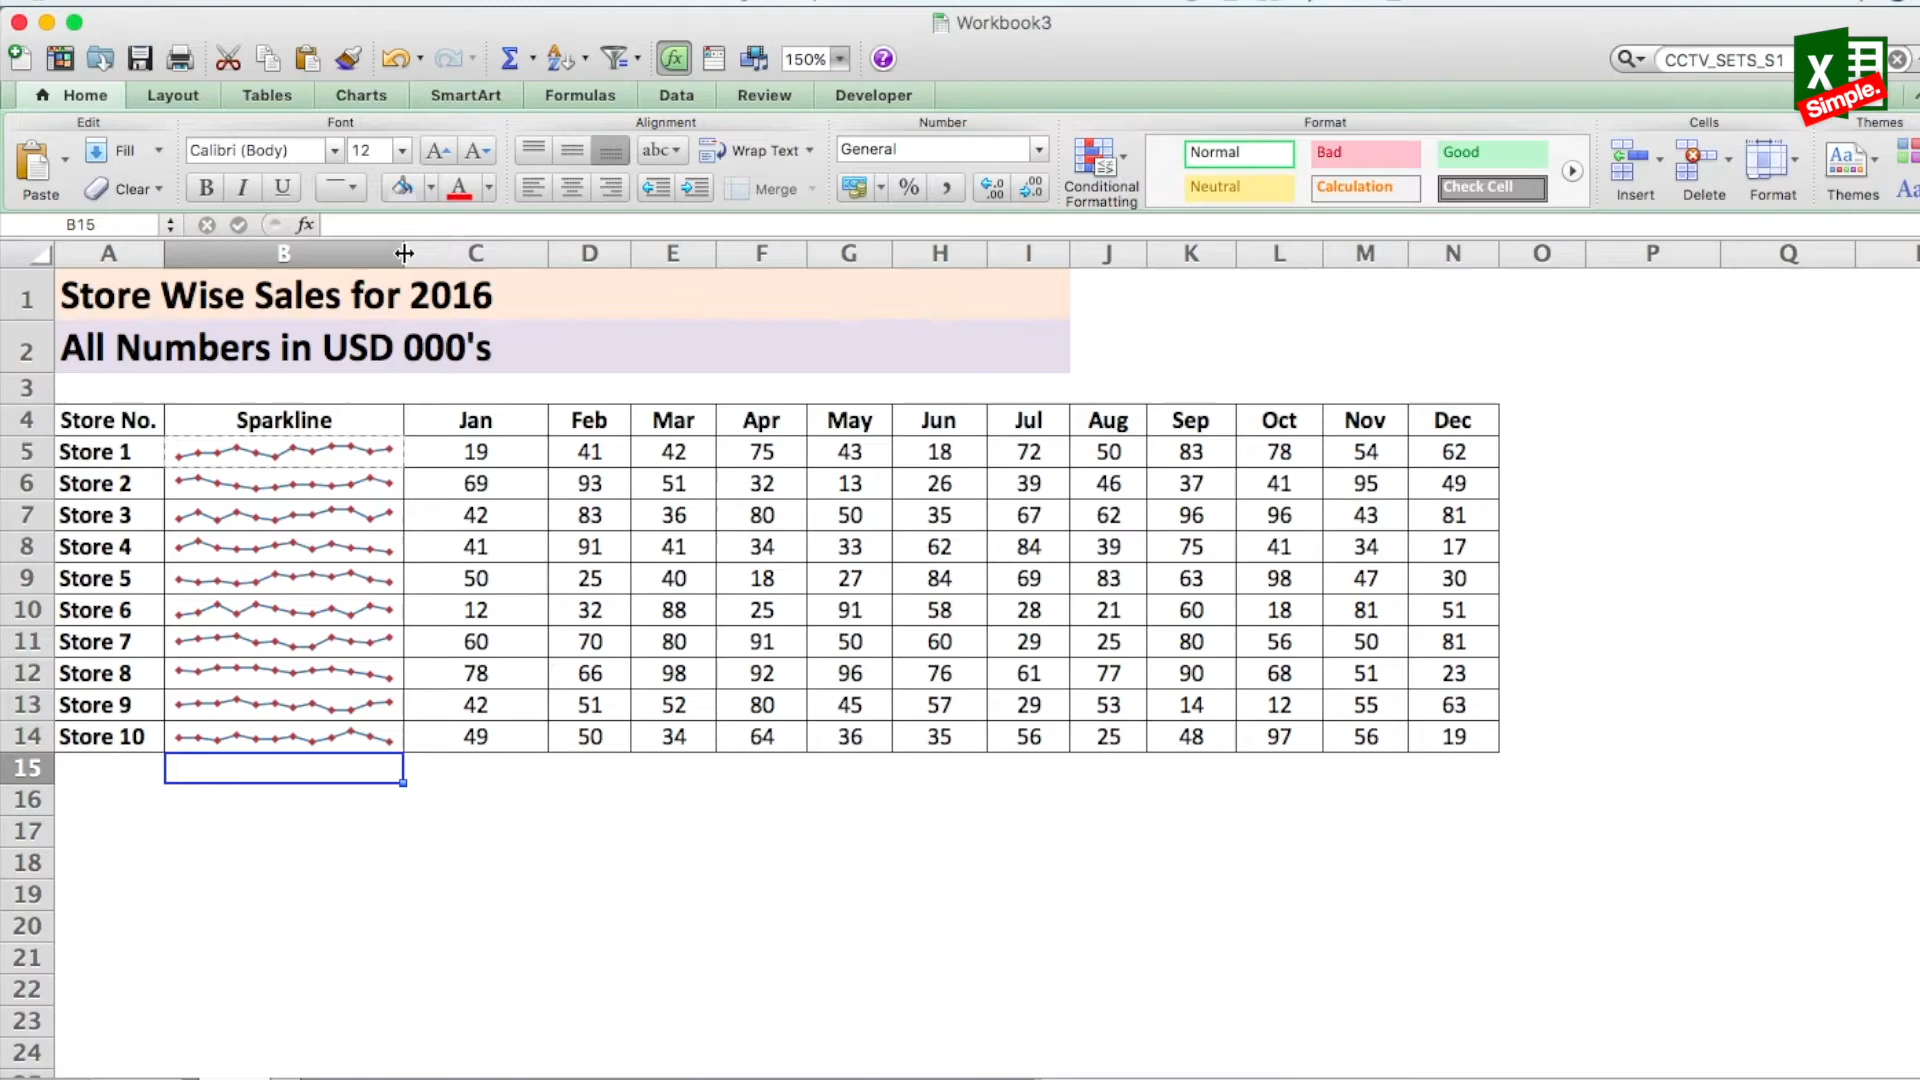 Workbook3
150%
CCTV_SETS_S1
X
Simple.
Home Layout Tables Charts SmartArt Formulas Data Review Developer
Edit Font Alignment Number Format Cells Themes
Paste Fill Clear
Calibri (Body) 12 A A
B I U A
abc Wrap Text
Merge
General
%
Conditional Formatting
Normal Bad Good
Neutral Calculation Check Cell
Insert Delete Format Themes
Aa
B15 fx
A B C D E F G H I J K L M N O P Q
1 Store Wise Sales for 2016
2 All Numbers in USD 000's
3
4 Store No. Sparkline Jan Feb Mar Apr May Jun Jul Aug Sep Oct Nov Dec
5 Store 1 19 41 42 75 43 18 72 50 83 78 54 62
6 Store 2 69 93 51 32 13 26 39 46 37 41 95 49
7 Store 3 42 83 36 80 50 35 67 62 96 96 43 81
8 Store 4 41 91 41 34 33 62 84 39 75 41 34 17
9 Store 5 50 25 40 18 27 84 69 83 63 98 47 30
10 Store 6 12 32 88 25 91 58 28 21 60 18 81 51
11 Store 7 60 70 80 91 50 60 29 25 80 56 50 81
12 Store 8 78 66 98 92 96 76 61 77 90 68 51 23
13 Store 9 42 51 52 80 45 57 29 53 14 12 55 63
14 Store 10 49 50 34 64 36 35 56 25 48 97 56 19
15
16
17
18
19
20
21
22
23
24